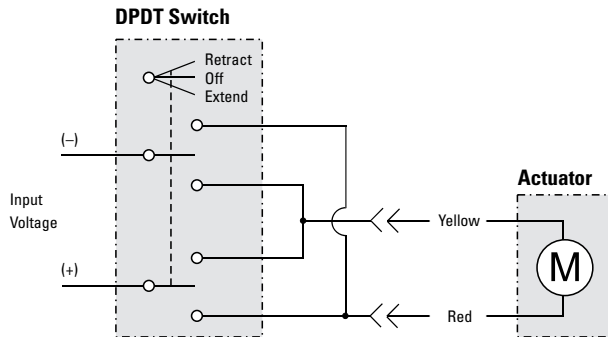 DPDT Switch
Retract
Off
Extend
(–)
Input
Voltage
(+)
Yellow
Red
Actuator
M